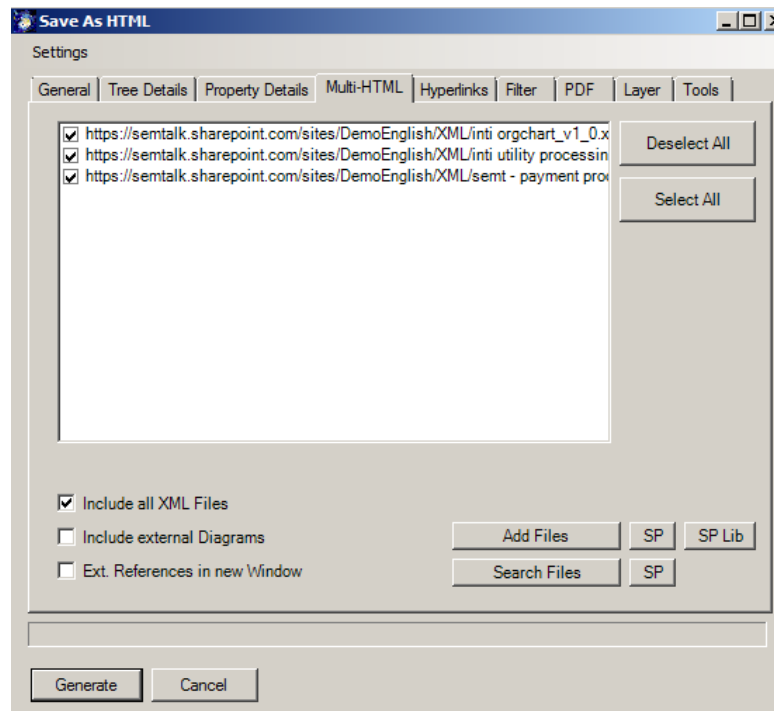 Save As HTML
Settings
General Tree Details Property Details Multi-HTML Hyperlinks Filter PDF Layer Tools
https://semtalk.sharepoint.com/sites/DemoEnglish/XML/inti orgchart_v1_0.x
https://semtalk.sharepoint.com/sites/DemoEnglish/XML/inti utility processin
https://semtalk.sharepoint.com/sites/DemoEnglish/XML/semt - payment pro
Deselect All
Select All
Include all XML Files
Include external Diagrams
Add Files SP SP Lib
Ext. References in new Window
Search Files SP
Generate Cancel